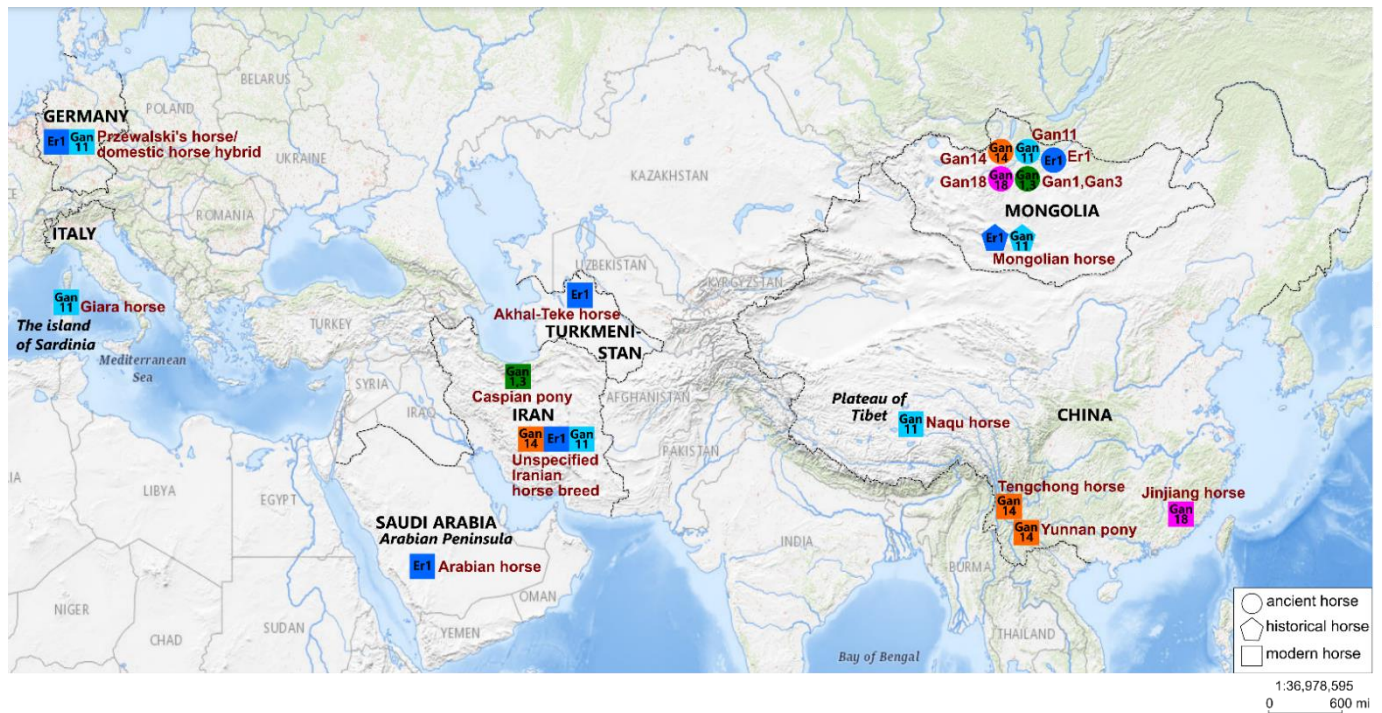 BELARUS
GERMANY
POLAND
Er1
Gan
11
Przewalski's horse/
domestic horse hybrid
UKRAINE
KAZAKHSTAN
Gan11
Gan14
Gan
14
Gan
11
Er1
Er1
Gan18
Gan
18
Gan
1,3
Gan1,Gan3
MONGOLIA
Er1
Gan
11
Mongolian horse
ROMANIA
ITALY
UZBEKISTAN
KYRGYZSTAN
Gan
11
Giara horse
The island
of Sardinia
Mediterranean
Sea
Er1
Akhal-Teke horse
TURKMENI-
STAN
TURKEY
SYRIA
IRAQ
Gan
1,3
Caspian pony
IRAN
AFGHANISTAN
Gan
14
Er1
Gan
11
Unspecified
Iranian
horse breed
PAKISTAN
Plateau of
Tibet
Gan
11
Naqu horse
CHINA
Tengchong horse
Gan
14
Jinjiang horse
Gan
18
Gan
14
Yunnan pony
LIBYA
EGYPT
SAUDI ARABIA
Arabian Peninsula
Er1
Arabian horse
OMAN
YEMEN
INDIA
BURMA
NIGER
CHAD
SUDAN
THAILAND
Bay of Bengal
ancient horse
historical horse
modern horse
1:36,978,595
0 600 mi